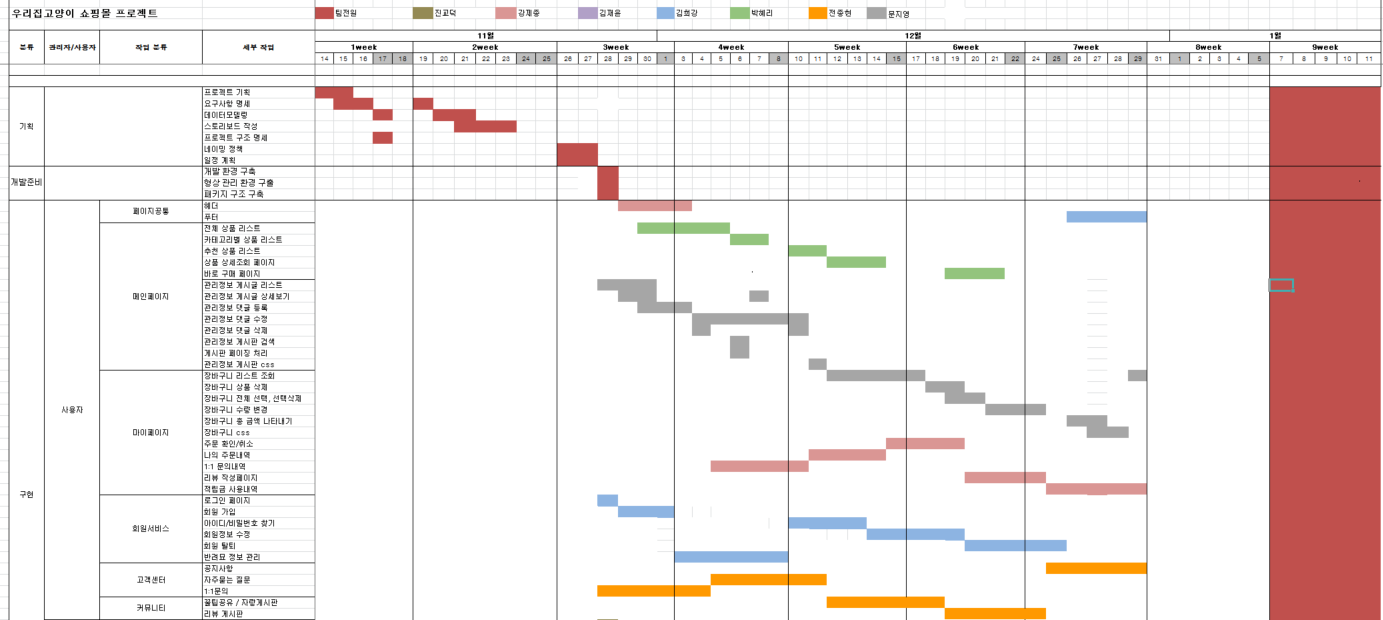 우리집고양이 쇼핑몰 프로젝트
팀전원 진교덕 강재중 김재윤 김희강 박혜리 전종현 문지영
11월 12월 1월
분류 관리자/사용자 작업 분류 세부 작업
1week 2week 3week 4week 5week 6week 7week 8week 9week
14 15 16 17 18 19 20 21 22 23 24 25 26 27 28 29 30 1 3 4 5 6 7 8 10 11 12 13 14 15 17 18 19 20 21 22 24 25 26 27 28 29 31 1 2 3 4 5 7 8 9 10 11
기획
프로젝트 기획
요구사항 명세
데이터모델링
스토리보드 작성
프로젝트 구조 명세
네이밍 정책
일정 계획
개발준비
개발 환경 구축
형상 관리 환경 구축
패키지 구조 구축
구현
사용자
페이지공통
헤더
푸터
메인페이지
전체 상품 리스트
카테고리별 상품 리스트
추천 상품 리스트
상품 상세조회 페이지
바로 구매 페이지
관리정보 게시글 리스트
관리정보 게시글 상세보기
관리정보 댓글 등록
관리정보 댓글 수정
관리정보 댓글 삭제
관리정보 게시판 검색
게시판 페이징 처리
관리정보 게시판 css
마이페이지
장바구니 리스트 조회
장바구니 상품 삭제
장바구니 전체 선택, 선택삭제
장바구니 수량 변경
장바구니 총 금액 나타내기
장바구니 css
주문 확인/취소
나의 주문내역
1:1 문의내역
리뷰 작성페이지
적립금 사용내역
회원서비스
로그인 페이지
회원 가입
아이디/비밀번호 찾기
회원정보 수정
회원 탈퇴
반려묘 정보 관리
고객센터
공지사항
자주묻는 질문
1:1문의
커뮤니티
꿀팁공유 / 자랑게시판
리뷰 게시판